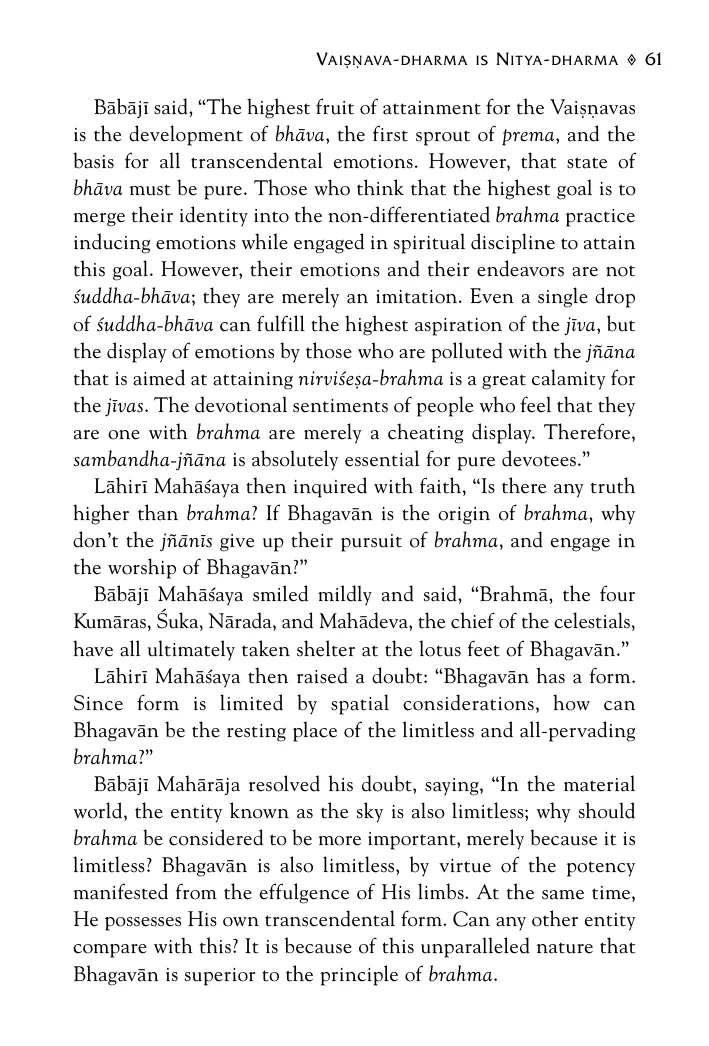 Vaiṣṇava-dharma is Nitya-dharma ◈ 61
Bābājī said, “The highest fruit of attainment for the Vaiṣṇavas
is the development of bhāva, the first sprout of prema, and the
basis for all transcendental emotions. However, that state of
bhāva must be pure. Those who think that the highest goal is to
merge their identity into the non-differentiated brahma practice
inducing emotions while engaged in spiritual discipline to attain
this goal. However, their emotions and their endeavors are not
śuddha-bhāva; they are merely an imitation. Even a single drop
of śuddha-bhāva can fulfill the highest aspiration of the jīva, but
the display of emotions by those who are polluted with the jñāna
that is aimed at attaining nirviśeṣa-brahma is a great calamity for
the jīvas. The devotional sentiments of people who feel that they
are one with brahma are merely a cheating display. Therefore,
sambandha-jñāna is absolutely essential for pure devotees.”
Lāhirī Mahāśaya then inquired with faith, “Is there any truth
higher than brahma? If Bhagavān is the origin of brahma, why
don’t the jñānīs give up their pursuit of brahma, and engage in
the worship of Bhagavān?”
Bābājī Mahāśaya smiled mildly and said, “Brahmā, the four
Kumāras, Śuka, Nārada, and Mahādeva, the chief of the celestials,
have all ultimately taken shelter at the lotus feet of Bhagavān.”
Lāhirī Mahāśaya then raised a doubt: “Bhagavān has a form.
Since form is limited by spatial considerations, how can
Bhagavān be the resting place of the limitless and all-pervading
brahma?”
Bābājī Mahārāja resolved his doubt, saying, “In the material
world, the entity known as the sky is also limitless; why should
brahma be considered to be more important, merely because it is
limitless? Bhagavān is also limitless, by virtue of the potency
manifested from the effulgence of His limbs. At the same time,
He possesses His own transcendental form. Can any other entity
compare with this? It is because of this unparalleled nature that
Bhagavān is superior to the principle of brahma.